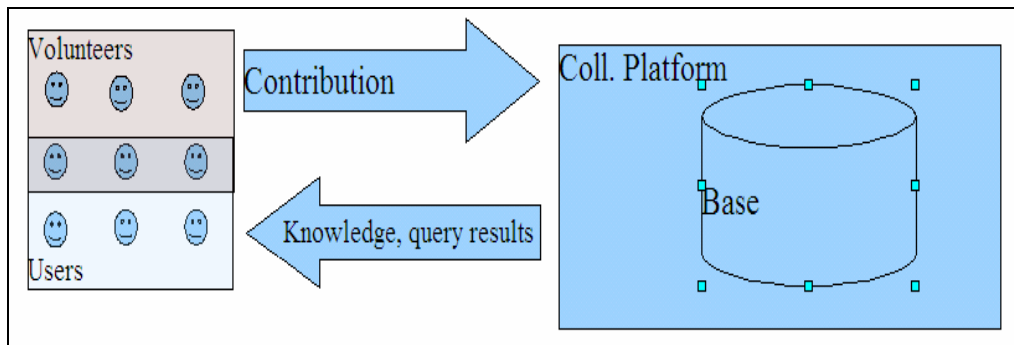 Volunteers
Contribution
Coll. Platform
Base
Knowledge, query results
Users